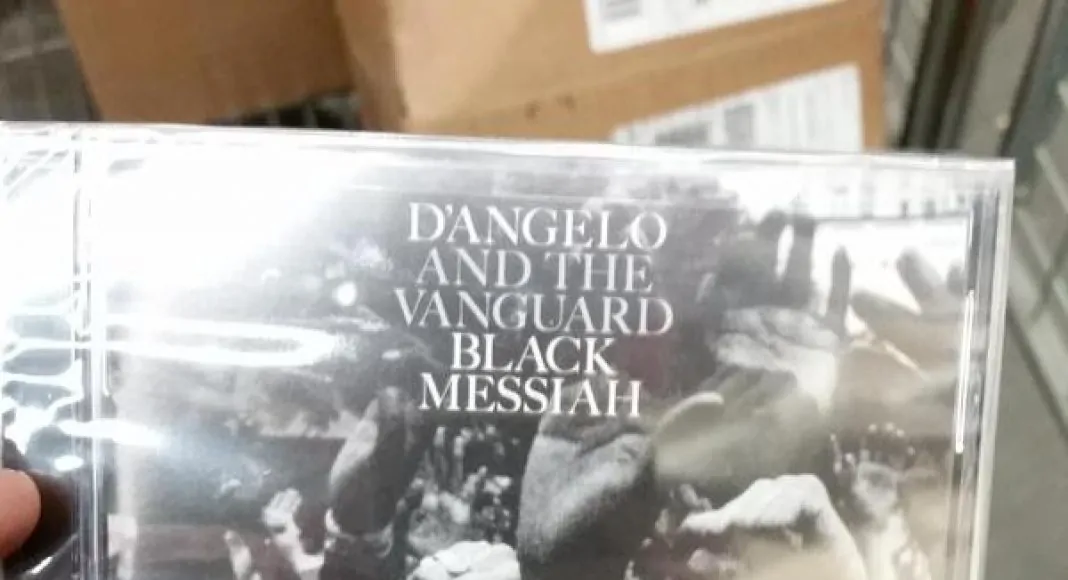 D'ANGELO
AND THE
VANGUARD
BLACK
MESSIAH